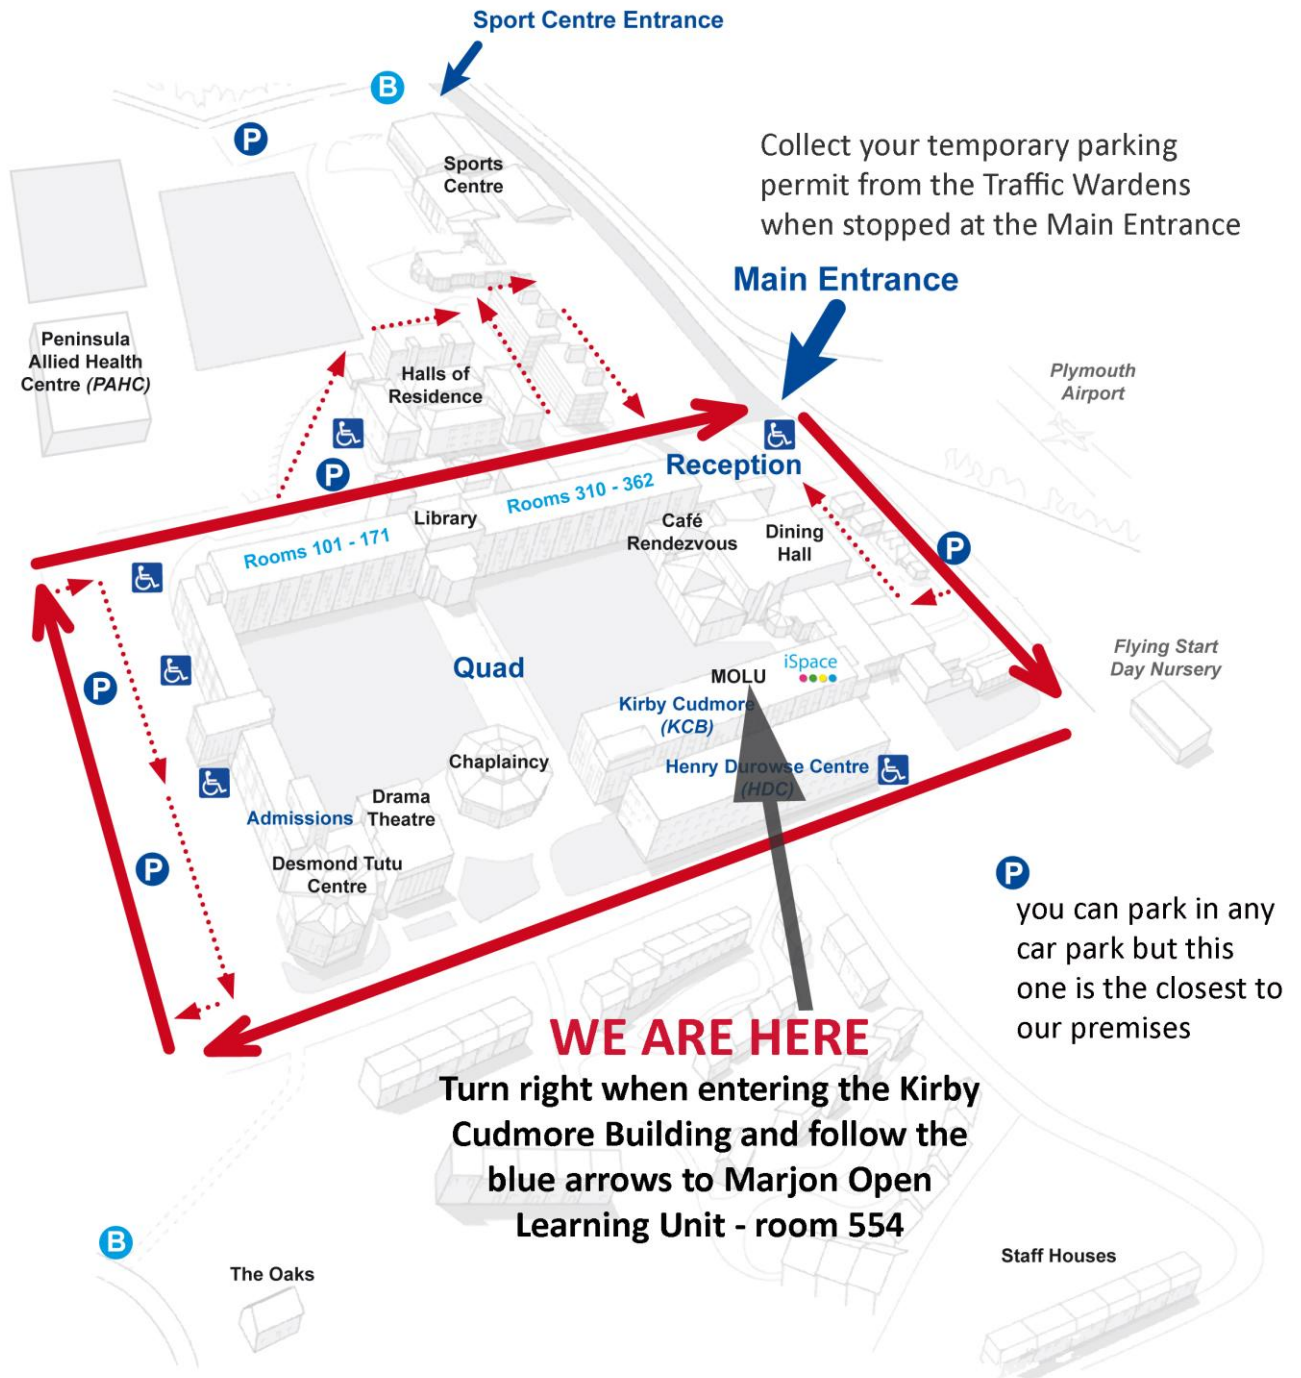 Sport Centre Entrance
B
P
Sports
Centre
Collect your temporary parking
permit from the Traffic Wardens
when stopped at the Main Entrance
Main Entrance
Peninsula
Allied Health
Centre (PAHC)
Halls of
Residence
Plymouth
Airport
P
Reception
Rooms 310 - 362
Library
Café
Rendezvous
Dining
Hall
Rooms 101 - 171
P
Flying Start
Day Nursery
Quad
P
MOLU
iSpace
Kirby Cudmore
(KCB)
Chaplaincy
Henry Durowse Centre
(HDC)
Admissions
Drama
Theatre
Desmond Tutu
Centre
P
P
you can park in any
car park but this
one is the closest to
our premises
WE ARE HERE
Turn right when entering the Kirby
Cudmore Building and follow the
blue arrows to Marjon Open
Learning Unit - room 554
B
The Oaks
Staff Houses